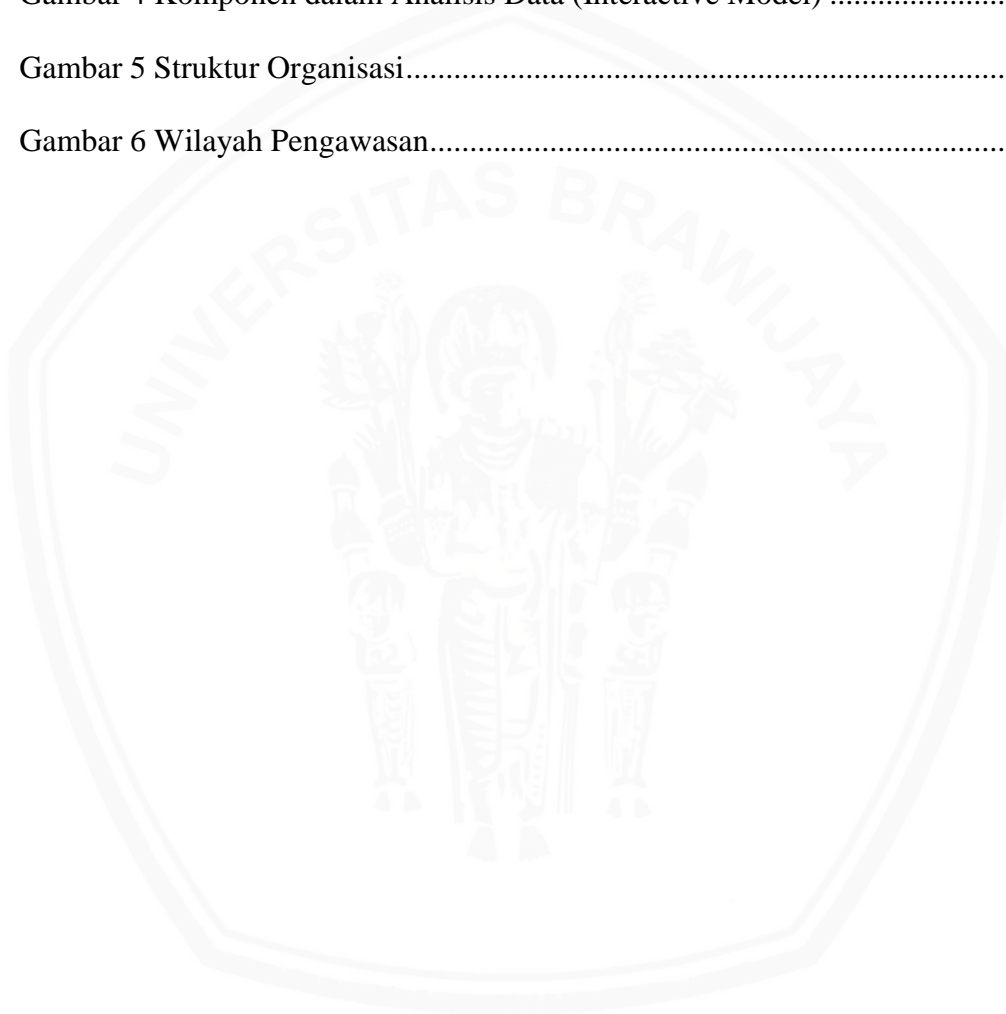 Gambar 4 Komponen dalam Analisis Data (Interactive Model) ......................
Gambar 5 Struktur Organisasi..........................................................................
Gambar 6 Wilayah Pengawasan.......................................................................
UNIVERSITAS BRAWIJAYA